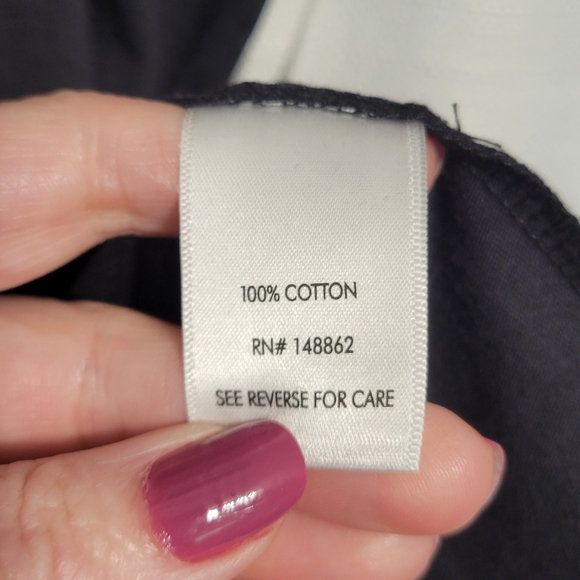 100% COTTON
RN# 148862
SEE REVERSE FOR CARE